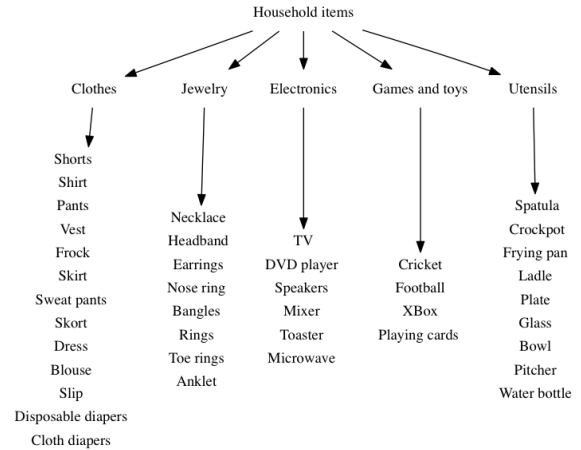 Household items
Clothes
Jewelry
Electronics
Games and toys
Utensils
Shorts
Shirt
Pants
Vest
Frock
Skirt
Sweat pants
Skort
Dress
Blouse
Slip
Disposable diapers
Cloth diapers
Necklace
Headband
Earrings
Nose ring
Bangles
Rings
Toe rings
Anklet
TV
DVD player
Speakers
Mixer
Toaster
Microwave
Cricket
Football
XBox
Playing cards
Spatula
Crockpot
Frying pan
Ladle
Plate
Glass
Bowl
Pitcher
Water bottle